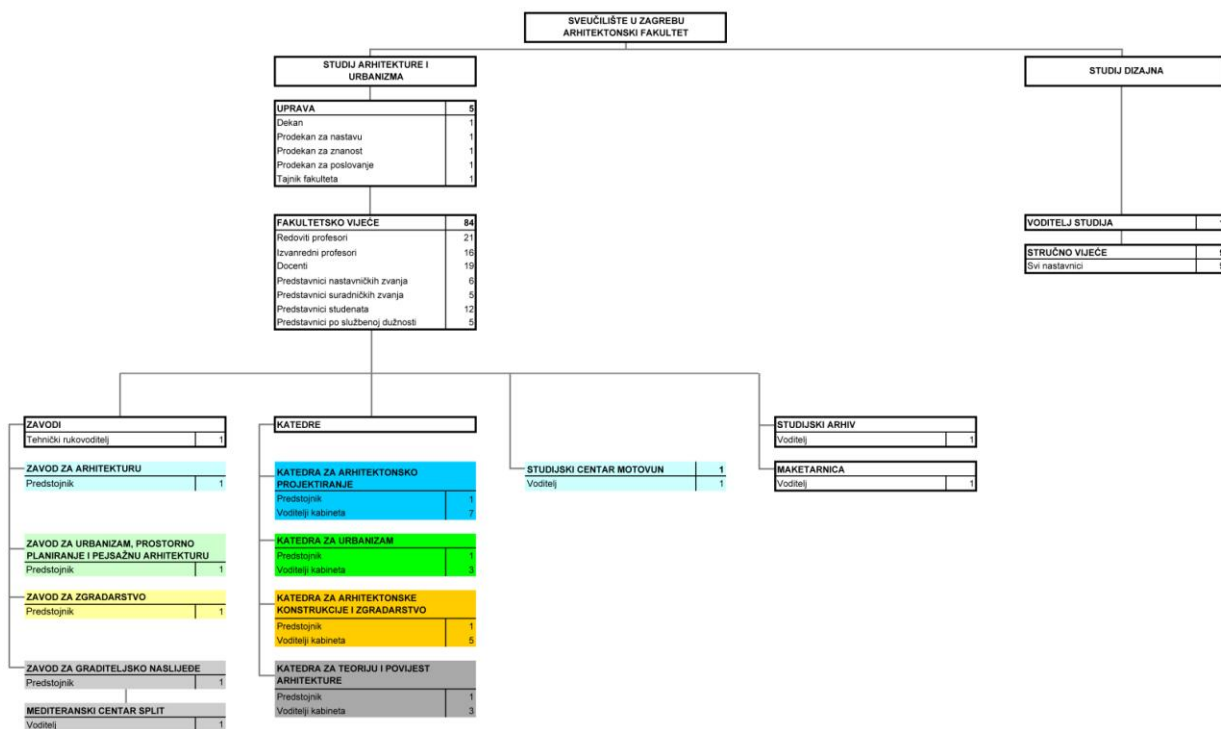 SVEUČILIŠTE U ZAGREBU
ARHITEKTONSKI FAKULTET
STUDIJ ARHITEKTURE I
URBANIZMA
STUDIJ DIZAJNA
UPRAVA 5
Dekan 1
Prodekan za nastavu 1
Prodekan za znanost 1
Prodekan za poslovanje 1
Tajnik fakulteta 1
FAKULTETSKO VIJEĆE 84
Redoviti profesori 21
Izvanredni profesori 16
Docenti 19
Predstavnici nastavničkih zvanja 6
Predstavnici suradničkih zvanja 5
Predstavnici studenata 12
Predstavnici po službenoj dužnosti 5
VODITELJ STUDIJA
STRUČNO VIJEĆE
Svi nastavnici
ZAVODI
Tehnički rukovoditelj 1
ZAVOD ZA ARHITEKTURU
Predstojnik 1
ZAVOD ZA URBANIZAM, PROSTORNO
PLANIRANJE I PEJSAŽNU ARHITEKTURU
Predstojnik 1
ZAVOD ZA ZGRADARSTVO
Predstojnik 1
ZAVOD ZA GRADITELJSKO NASLIJEĐE
Predstojnik 1
MEDITERANSKI CENTAR SPLIT
Voditelj 1
KATEDRE
KATEDRA ZA ARHITEKTONSKO
PROJEKTIRANJE
Predstojnik 1
Voditelji kabineta 7
KATEDRA ZA URBANIZAM
Predstojnik 1
Voditelji kabineta 3
KATEDRA ZA ARHITEKTONSKE
KONSTRUKCIJE I ZGRADARSTVO
Predstojnik 1
Voditelji kabineta 5
KATEDRA ZA TEORIJU I POVIJEST
ARHITEKTURE
Predstojnik 1
Voditelji kabineta 3
STUDIJSKI CENTAR MOTOVUN 1
Voditelj 1
STUDIJSKI ARHIV
Voditelj 1
MAKETARNICA
Voditelj 1